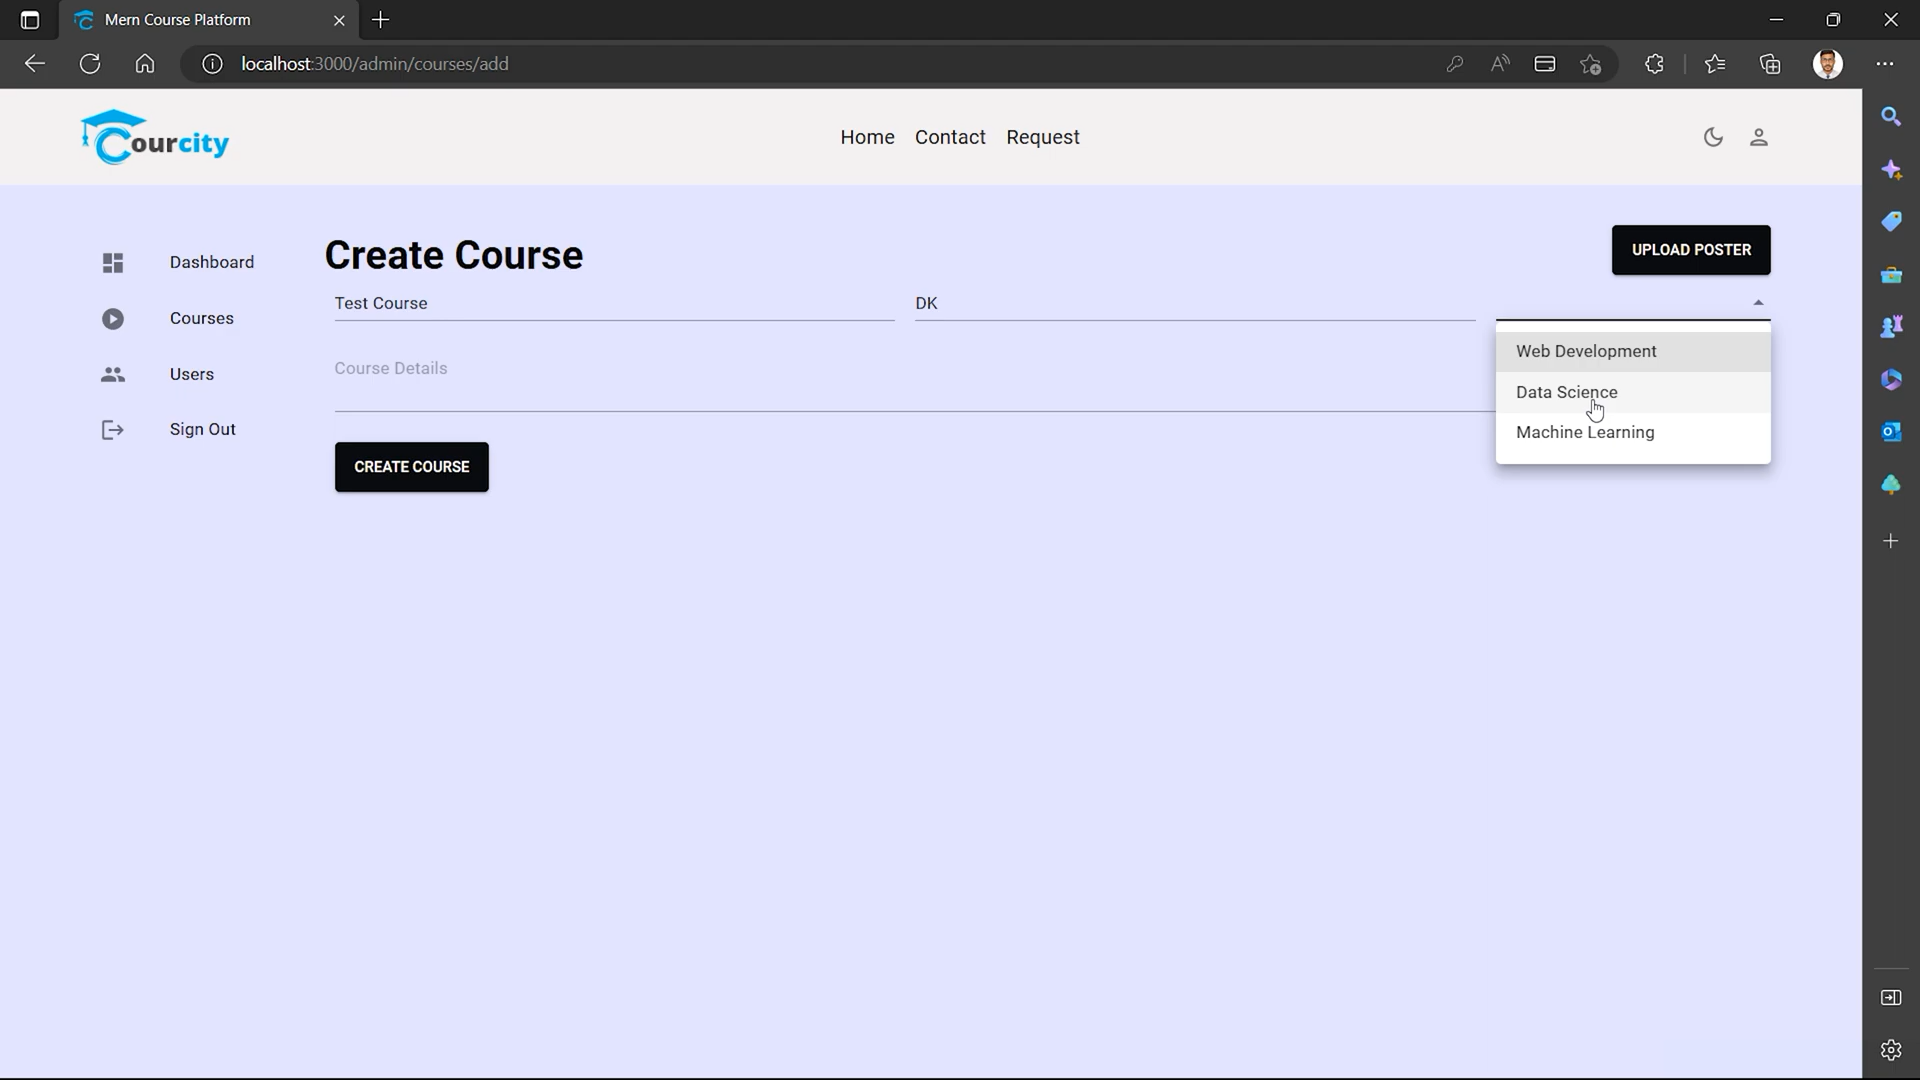 Mern Course Platform
localhost:3000/admin/courses/add
Courcity
Home Contact Request
Dashboard
Courses
Users
Sign Out
Create Course
UPLOAD POSTER
Test Course
DK
Web Development
Data Science
Machine Learning
Course Details
CREATE COURSE